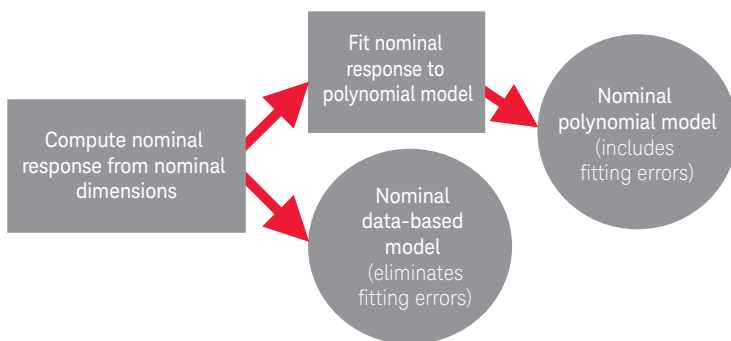 Compute nominal
response from nominal
dimensions
Fit nominal
response to
polynomial model
Nominal
polynomial model
(includes
fitting errors)
Nominal
data-based
model
(eliminates
fitting errors)